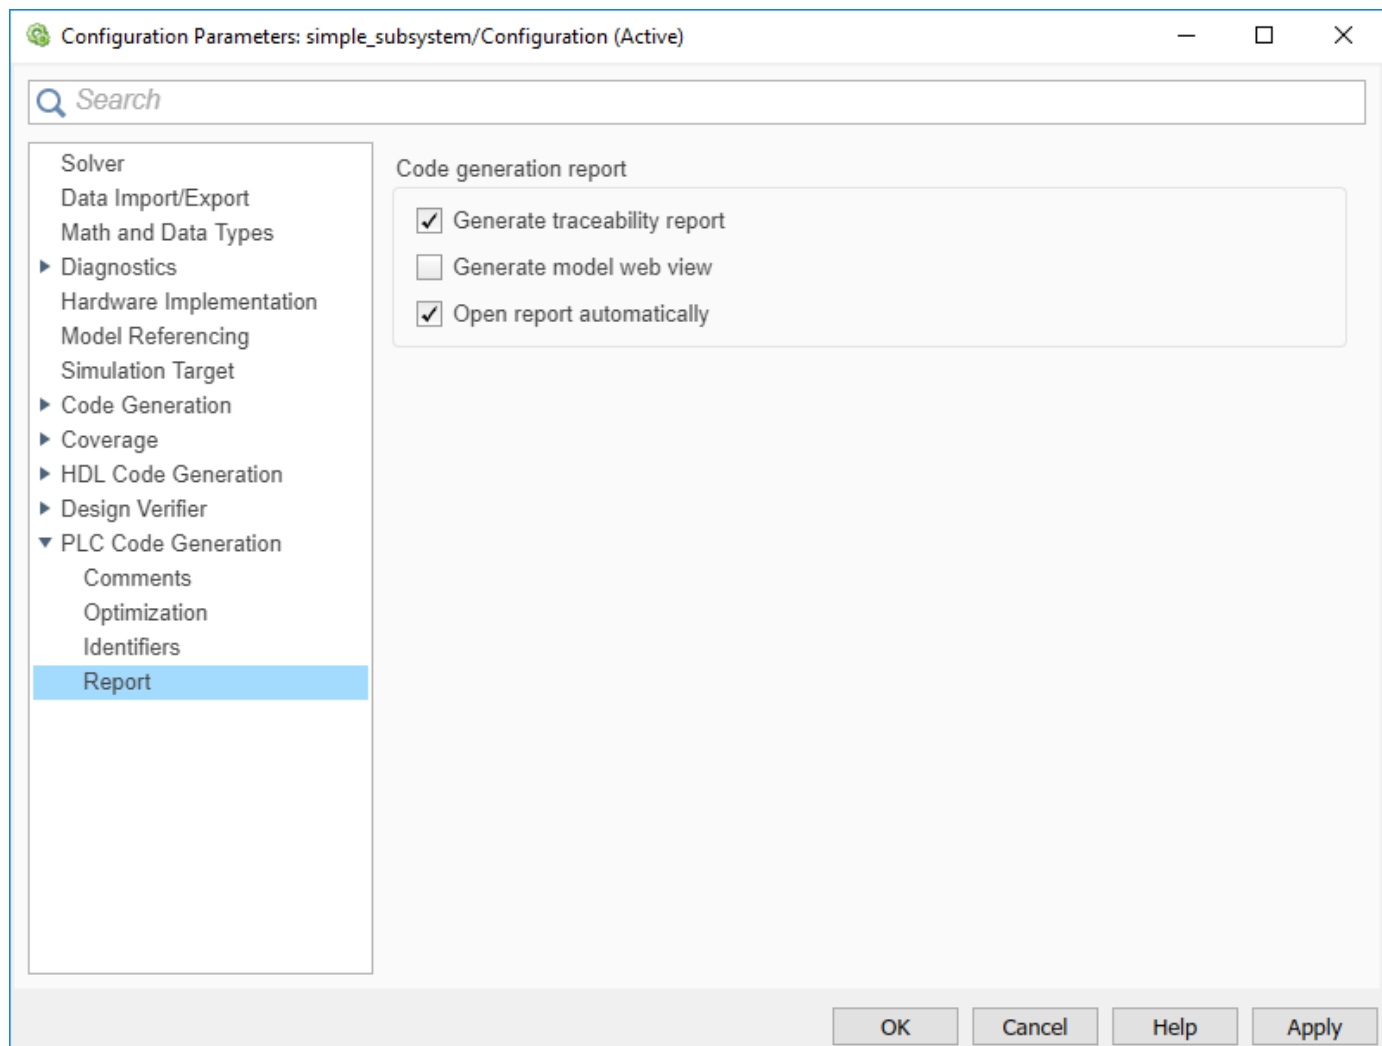 Configuration Parameters: simple_subsystem/Configuration (Active)
Search
Solver
Data Import/Export
Math and Data Types
Diagnostics
Hardware Implementation
Model Referencing
Simulation Target
Code Generation
Coverage
HDL Code Generation
Design Verifier
PLC Code Generation
Comments
Optimization
Identifiers
Report
Code generation report
Generate traceability report
Generate model web view
Open report automatically
OK Cancel Help Apply